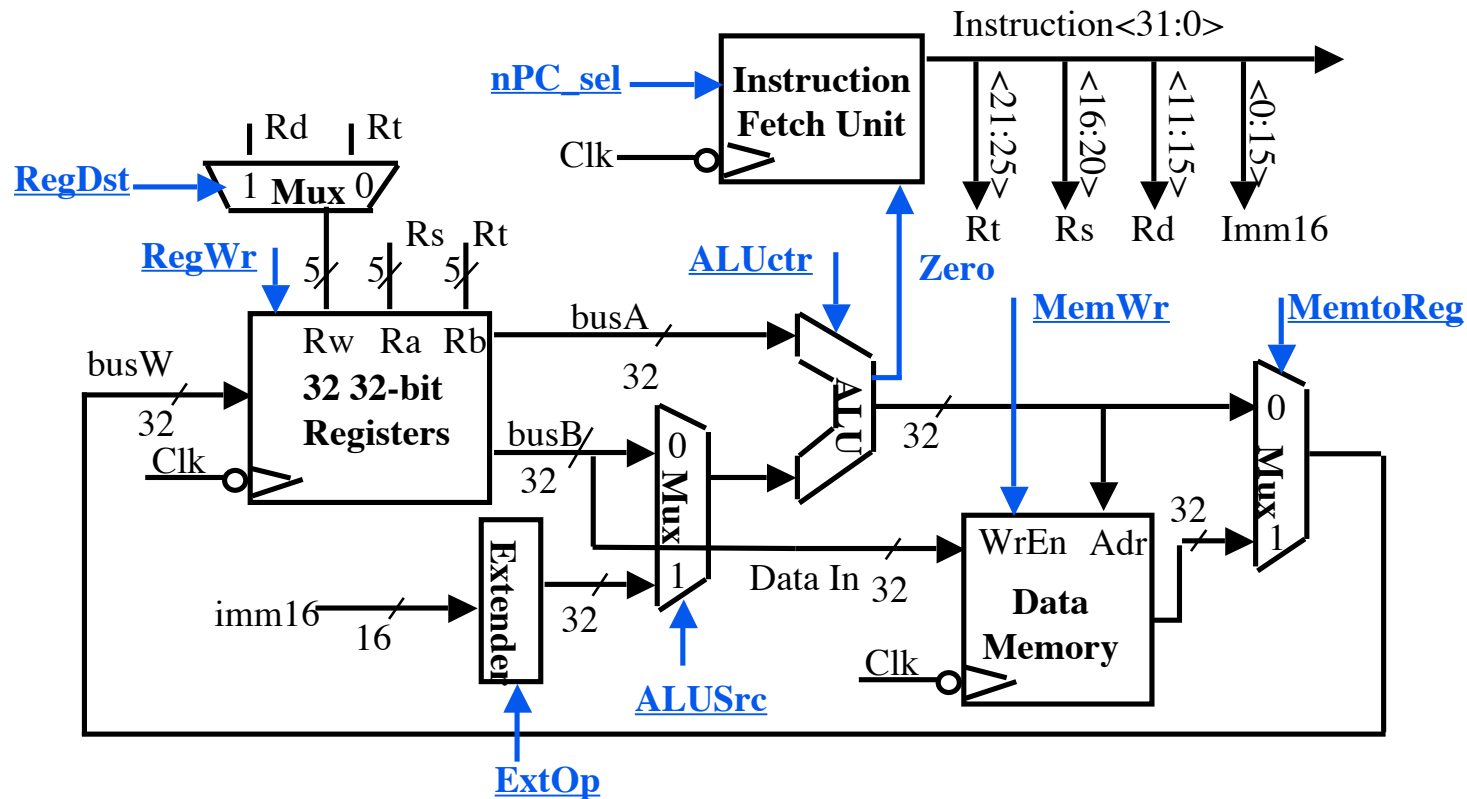 Instruction<31:0>
nPC_sel
Instruction
Fetch Unit
Clk
<21:25>
<16:20>
<11:15>
<0:15>
Rt
Rs
Rd
Imm16
Rd
Rt
RegDst
1
Mux
0
RegWr
5
5
5
Rs
Rt
ALUctr
Zero
MemWr
MemtoReg
busW
32
Rw
Ra
Rb
32 32-bit
Registers
Clk
busA
32
busB
32
0
Mux
1
ALU
32
0
Mux
1
imm16
16
Extender
32
ALUSrc
ExtOp
Data In
32
WrEn
Adr
Data
Memory
Clk
32